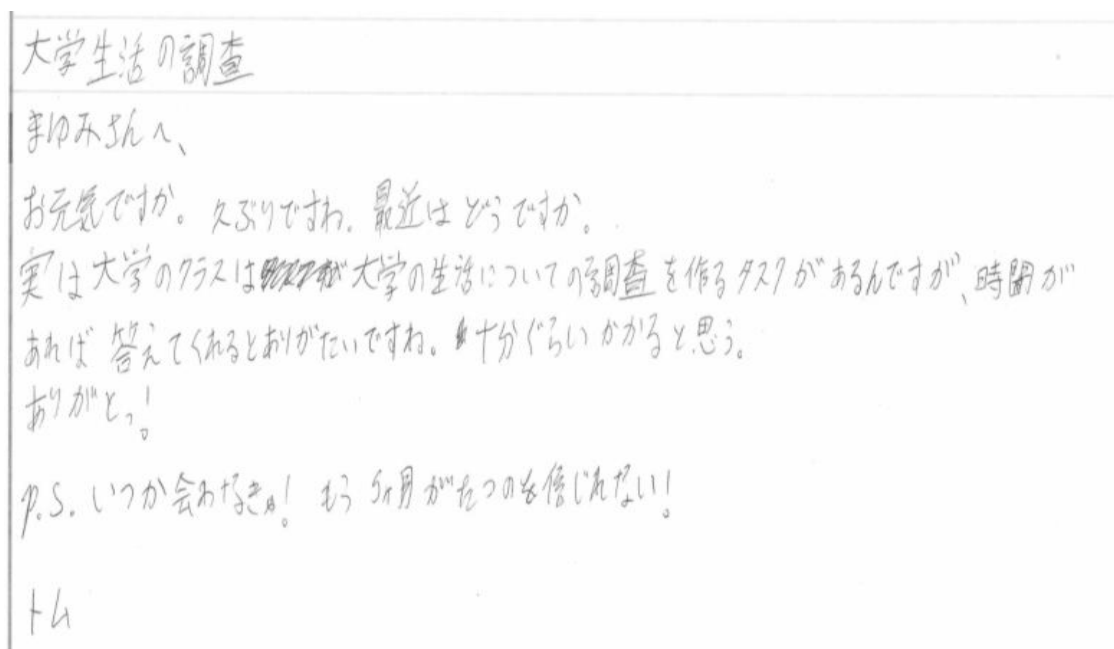 大学生活の調査
まゆみさんへ、
お元気ですか。久ぶりですね。最近はどうですか。
実は大学のクラスは大学の生活についての調査を作るタスクがあるんですが、時間が
あれば答えてくれるとありがたいですね。十分ぐらいかかると思う。
ありがとっ!
P.S. いつか会わなきゃ! もう5ヶ月がたつのを信じれない!
トム